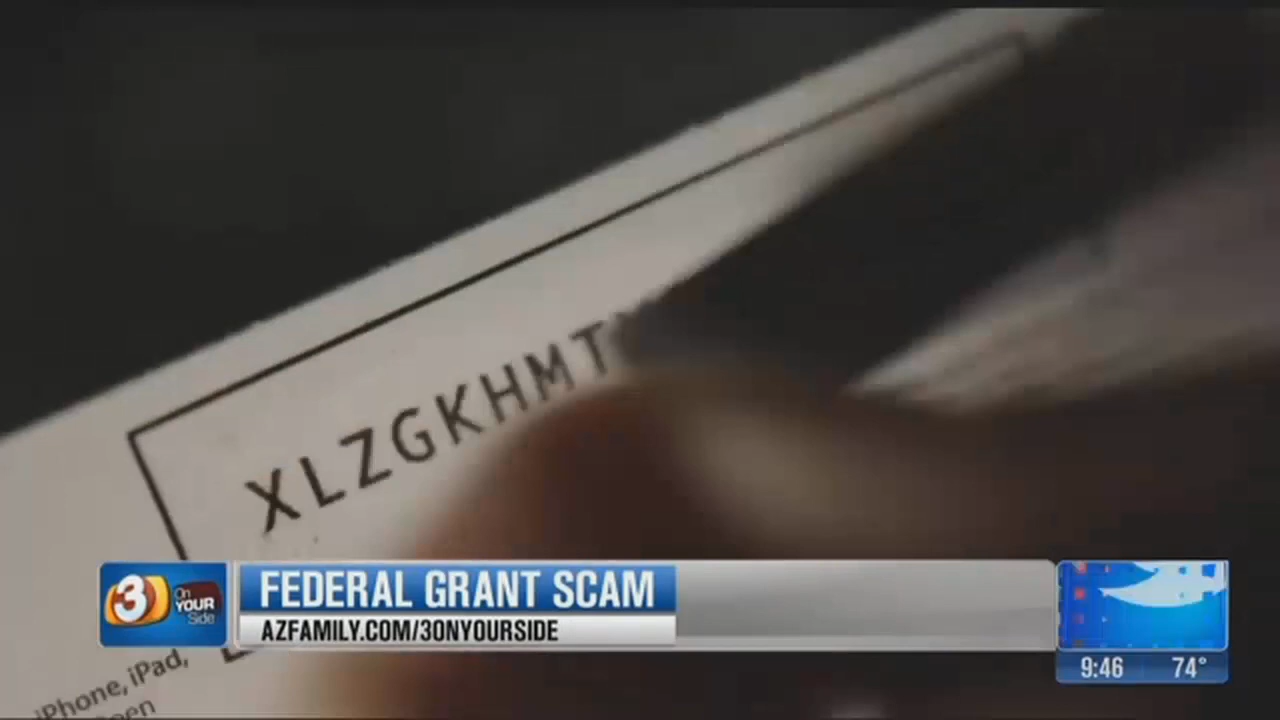 XLZGKHMT
3 On YOUR Side
FEDERAL GRANT SCAM
AZFAMILY.COM/3ONYOURSIDE
iPhone, iPad,
9:46 74°